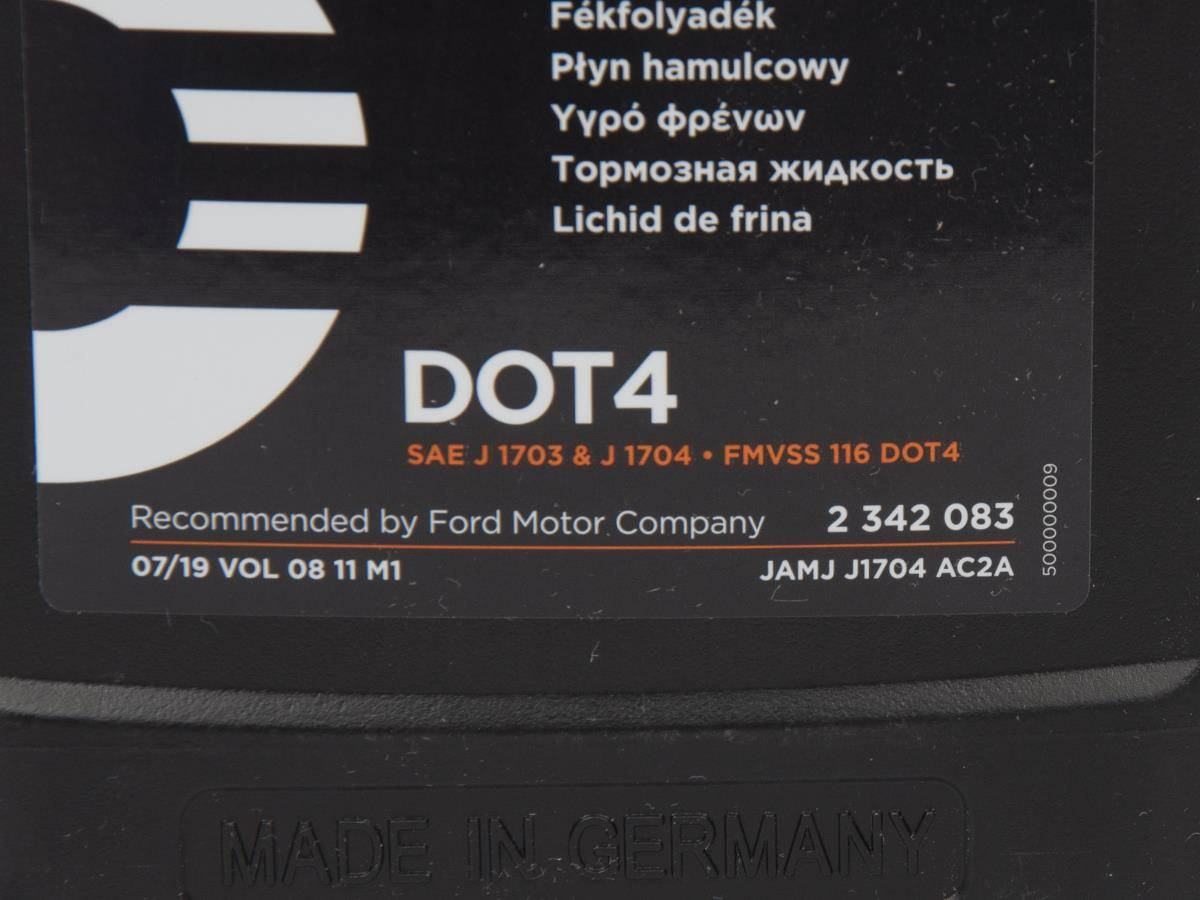 Fékfolyadék
Płyn hamulcowy
Υγρό φρένων
Тормозная жидкость
Lichid de frina
DOT4
SAE J 1703 & J 1704 • FMVSS 116 DOT4
Recommended by Ford Motor Company 2 342 083
07/19 VOL 08 11 M1 JAMJ J1704 AC2A
500000009
MADE IN GERMANY